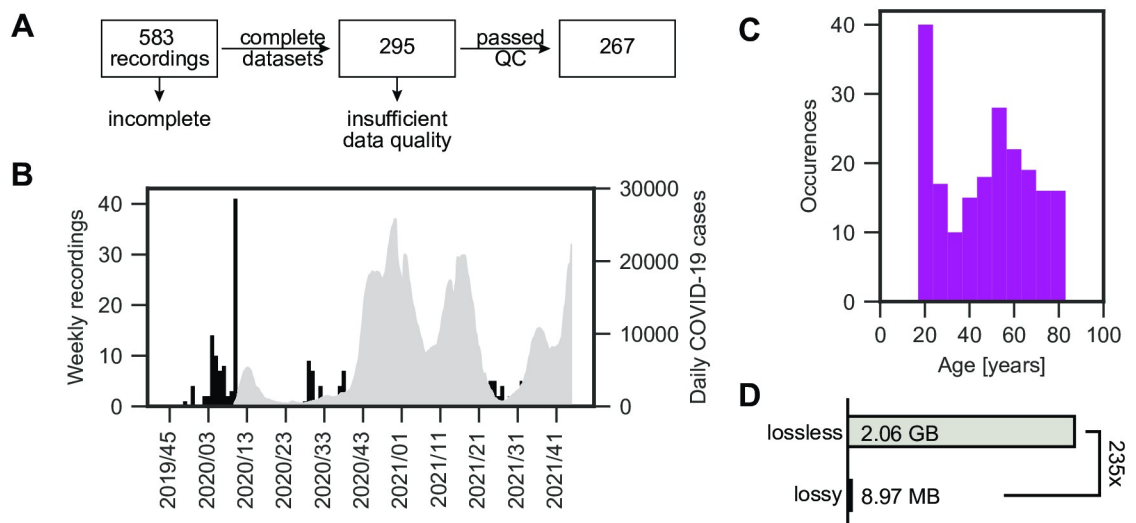 A
583
recordings
complete
datasets
295
passed
QC
267
incomplete
insufficient
data quality
B
Weekly recordings
40
30
20
10
0
30000
20000
10000
0
Daily COVID-19 cases
2019/45
2020/03
2020/13
2020/23
2020/33
2020/43
2021/01
2021/11
2021/21
2021/31
2021/41
C
Occurences
40
30
20
10
0
0 20 40 60 80 100
Age [years]
D
lossless
2.06 GB
lossy
8.97 MB
235x